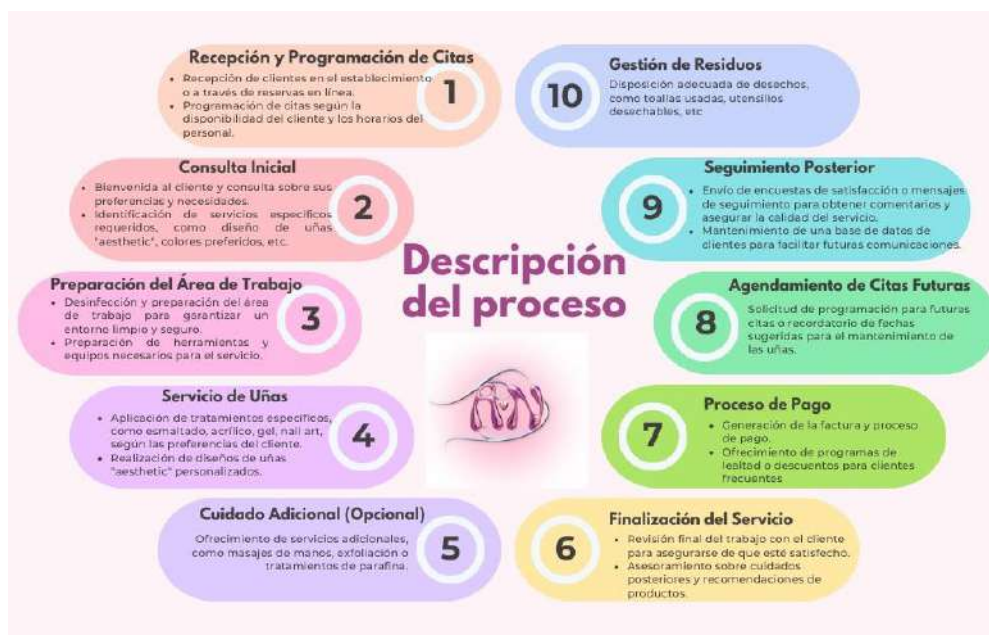 Recepción y Programación de Citas
• Recepción de clientes en el establecimiento
o a través de reservas en línea.
• Programación de citas según la
disponibilidad del cliente y los horarios del
personal.
1
Consulta Inicial
• Bienvenida al cliente y consulta sobre sus
preferencias y necesidades.
• Identificación de servicios específicos
requeridos, como diseño de uñas
"aesthetic", colores preferidos, etc.
2
Preparación del Área de Trabajo
• Desinfección y preparación del área
de trabajo para garantizar un
entorno limpio y seguro.
• Preparación de herramientas y
equipos necesarios para el servicio.
3
Servicio de Uñas
• Aplicación de tratamientos específicos,
como esmaltado, acrílico, gel, nail art,
según las preferencias del cliente.
• Realización de diseños de uñas
"aesthetic" personalizados.
4
Cuidado Adicional (Opcional)
Ofrecimiento de servicios adicionales,
como masajes de manos, exfoliación o
tratamientos de parafina.
5
Descripción
del proceso
10
Gestión de Residuos
Disposición adecuada de desechos,
como toallas usadas, utensilios
desechables, etc
9
Seguimiento Posterior
• Envío de encuestas de satisfacción o mensajes
de seguimiento para obtener comentarios y
asegurar la calidad del servicio.
• Mantenimiento de una base de datos de
clientes para facilitar futuras comunicaciones.
8
Agendamiento de Citas Futuras
Solicitud de programación para futuras
citas o recordatorio de fechas
sugeridas para el mantenimiento de
las uñas.
7
Proceso de Pago
• Generación de la factura y proceso
de pago.
• Ofrecimiento de programas de
lealtad o descuentos para clientes
frecuentes
6
Finalización del Servicio
• Revisión final del trabajo con el cliente
para asegurarse de que esté satisfecho.
• Asesoramiento sobre cuidados
posteriores y recomendaciones de
productos.